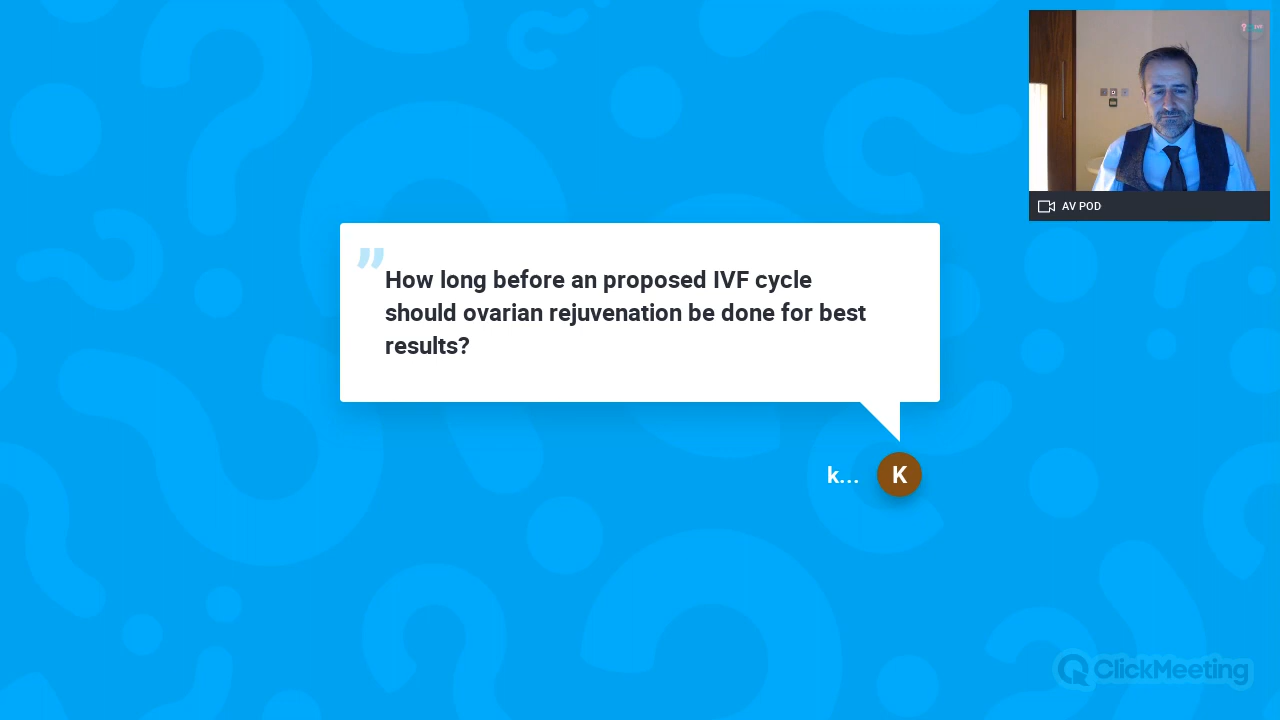 How long before an proposed IVF cycle
should ovarian rejuvenation be done for best
results?
k...
K
AV POD
ClickMeeting